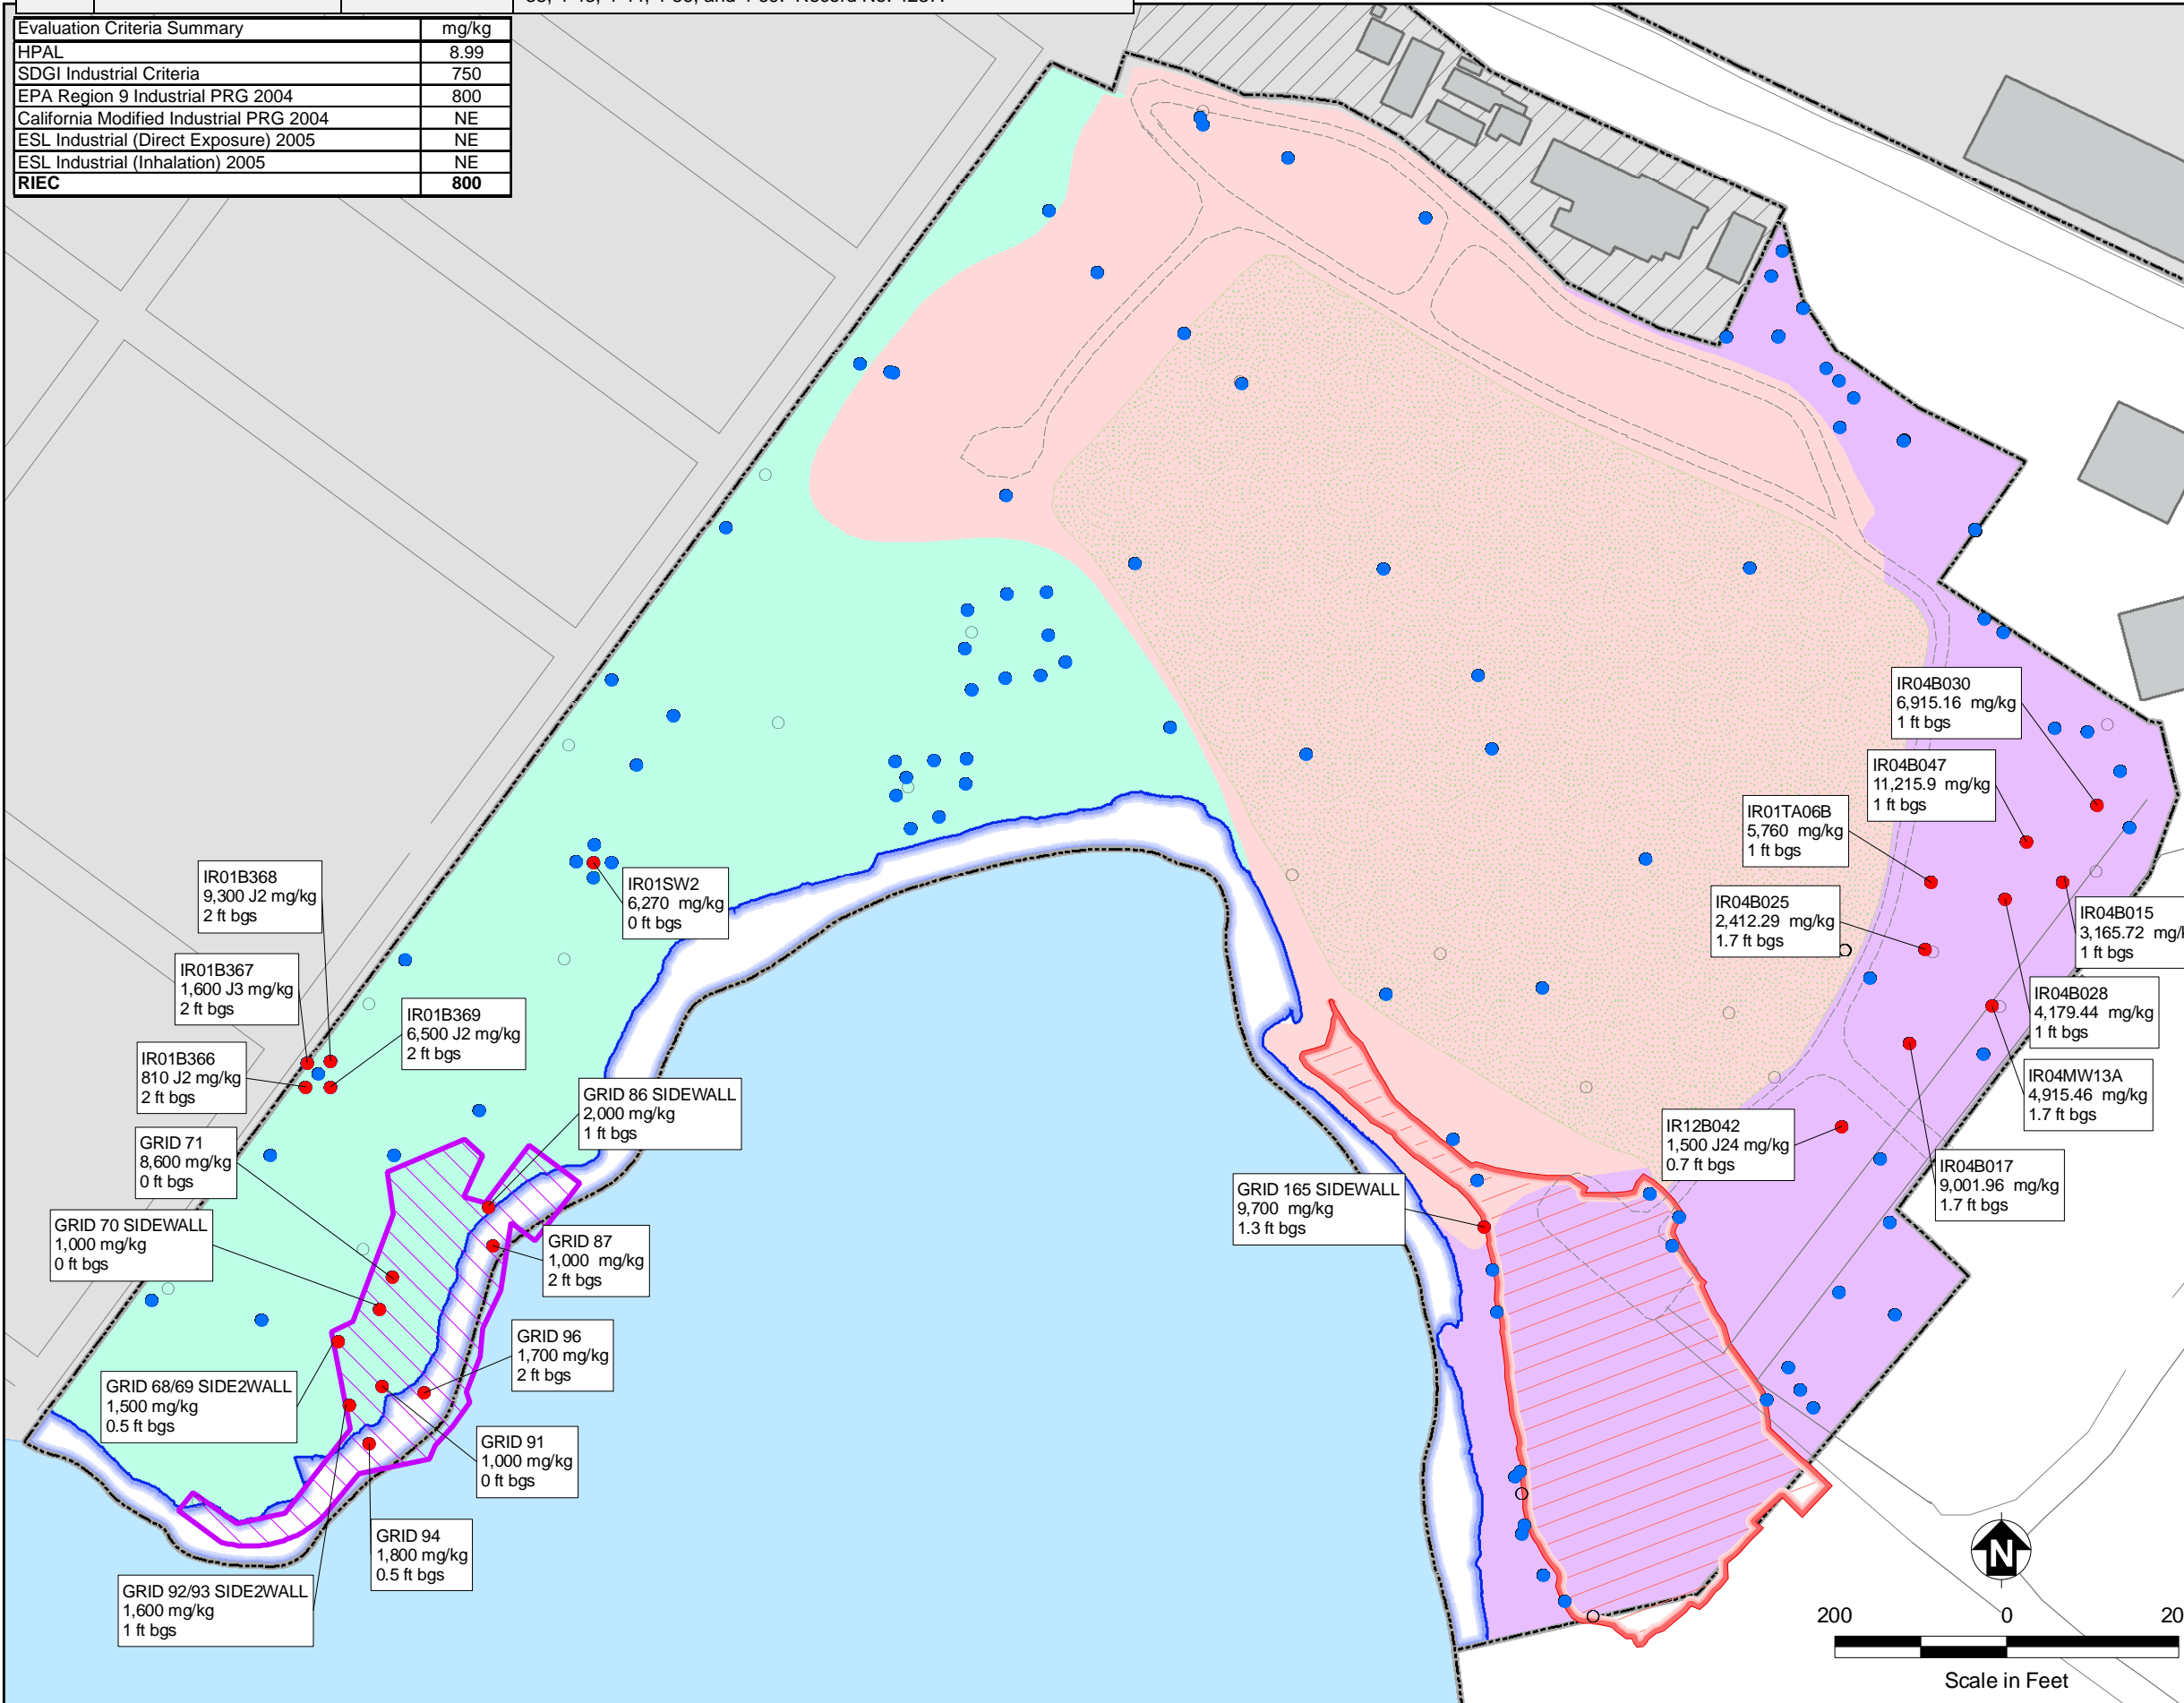 Evaluation Criteria Summary mg/kg
HPAL 8.99
SDGI Industrial Criteria 750
EPA Region 9 Industrial PRG 2004 800
California Modified Industrial PRG 2004 NE
ESL Industrial (Direct Exposure) 2005 NE
ESL Industrial (Inhalation) 2005 NE
RIEC 800
IR04B030
6,915.16 mg/kg
1 ft bgs
IR04B047
11,215.9 mg/kg
1 ft bgs
IR01TA06B
5,760 mg/kg
1 ft bgs
IR04B025
2,412.29 mg/kg
1.7 ft bgs
IR04B015
3,165.72 mg/
1 ft bgs
IR04B028
4,179.44 mg/kg
1 ft bgs
IR04MW13A
4,915.46 mg/kg
1.7 ft bgs
IR12B042
1,500 J24 mg/kg
0.7 ft bgs
IR04B017
9,001.96 mg/kg
1.7 ft bgs
GRID 165 SIDEWALL
9,700 mg/kg
1.3 ft bgs
IR01B368
9,300 J2 mg/kg
2 ft bgs
IR01SW2
6,270 mg/kg
0 ft bgs
IR01B367
1,600 J3 mg/kg
2 ft bgs
IR01B369
6,500 J2 mg/kg
2 ft bgs
IR01B366
810 J2 mg/kg
2 ft bgs
GRID 86 SIDEWALL
2,000 mg/kg
1 ft bgs
GRID 71
8,600 mg/kg
0 ft bgs
GRID 70 SIDEWALL
1,000 mg/kg
0 ft bgs
GRID 87
1,000 mg/kg
2 ft bgs
GRID 96
1,700 mg/kg
2 ft bgs
GRID 68/69 SIDE2WALL
1,500 mg/kg
0.5 ft bgs
GRID 91
1,000 mg/kg
0 ft bgs
GRID 94
1,800 mg/kg
0.5 ft bgs
GRID 92/93 SIDE2WALL
1,600 mg/kg
1 ft bgs
N
200 0 20
Scale in Feet